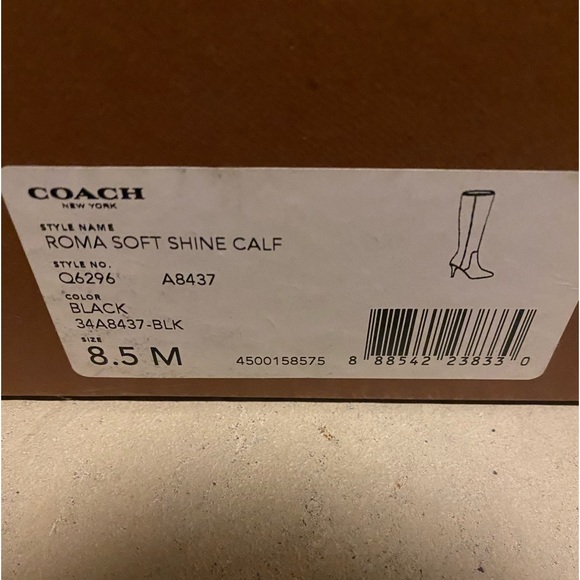 COACH
NEW YORK
STYLE NAME
ROMA SOFT SHINE CALF
STYLE NO.
Q6296 A8437
COLOR
BLACK
34A8437-BLK
SIZE
8.5 M
4500158575
8 88542 23833 0